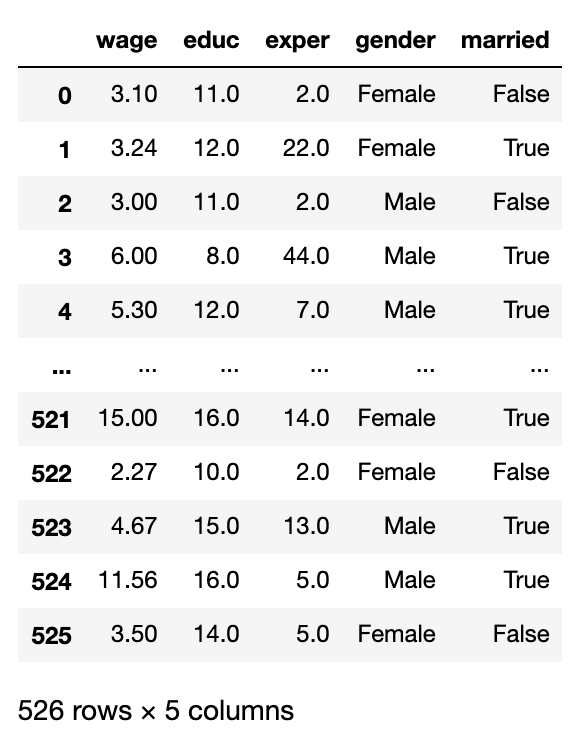 wage educ exper gender married
0 3.10 11.0 2.0 Female False
1 3.24 12.0 22.0 Female True
2 3.00 11.0 2.0 Male False
3 6.00 8.0 44.0 Male True
4 5.30 12.0 7.0 Male True
... ... ... ... ... ...
521 15.00 16.0 14.0 Female True
522 2.27 10.0 2.0 Female False
523 4.67 15.0 13.0 Male True
524 11.56 16.0 5.0 Male True
525 3.50 14.0 5.0 Female False
526 rows × 5 columns